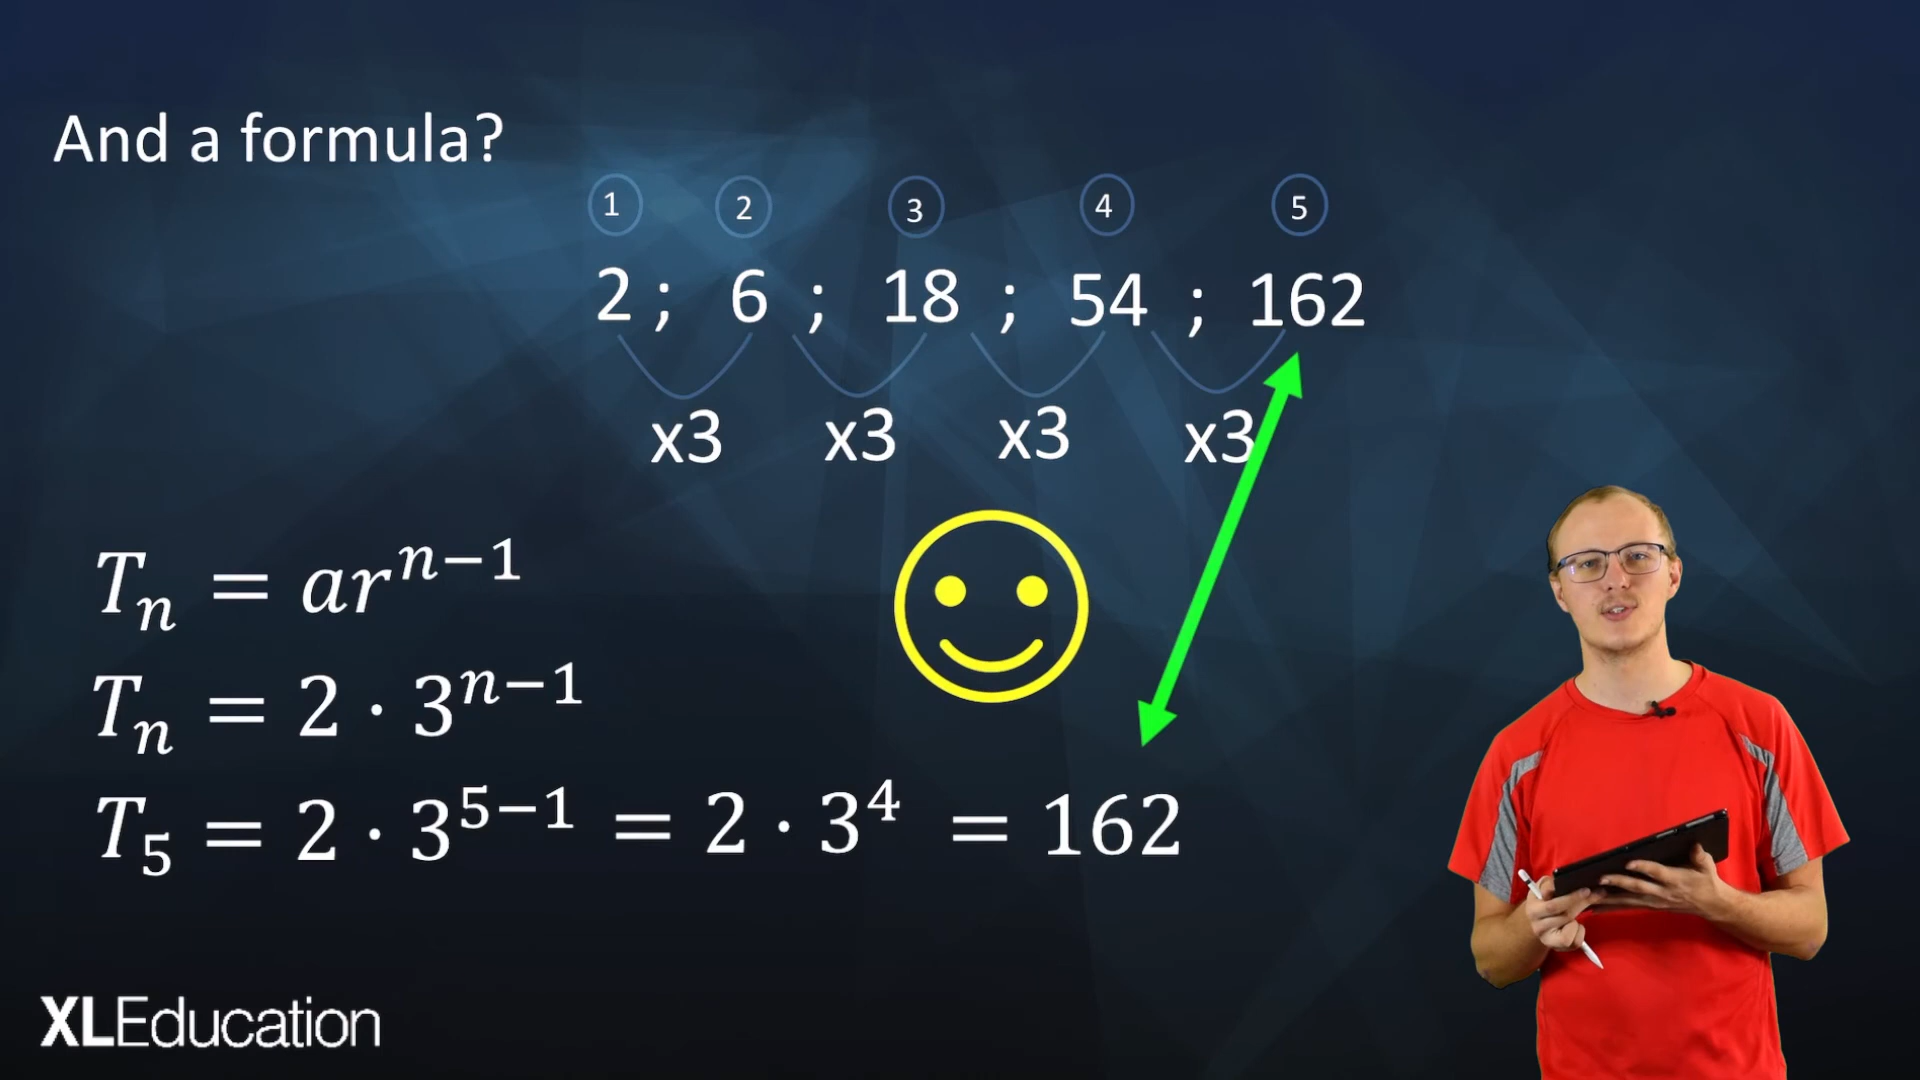 And a formula?
1 2 3 4 5
2 ; 6 ; 18 ; 54 ; 162
x3 x3 x3 x3
Tₙ = arⁿ⁻¹
Tₙ = 2 · 3ⁿ⁻¹
T₅ = 2 · 3⁵⁻¹ = 2 · 3⁴ = 162
XLEducation